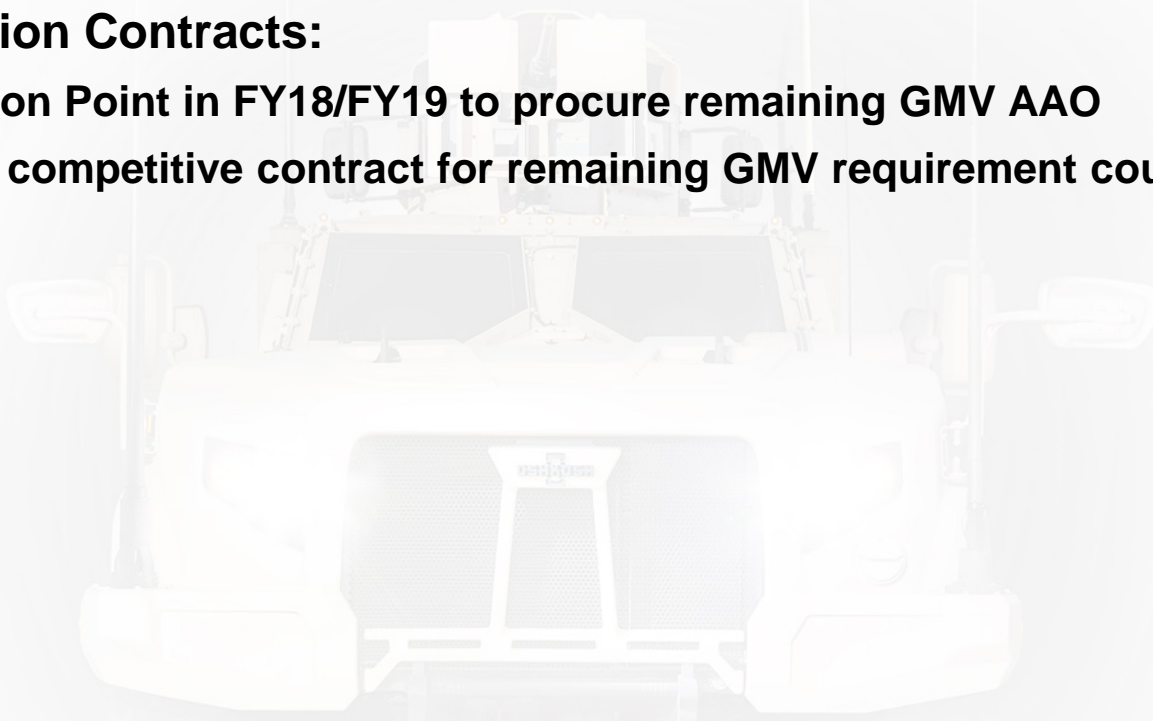 ion Contracts:
on Point in FY18/FY19 to procure remaining GMV AAO
competitive contract for remaining GMV requirement cou
OSHKOSH